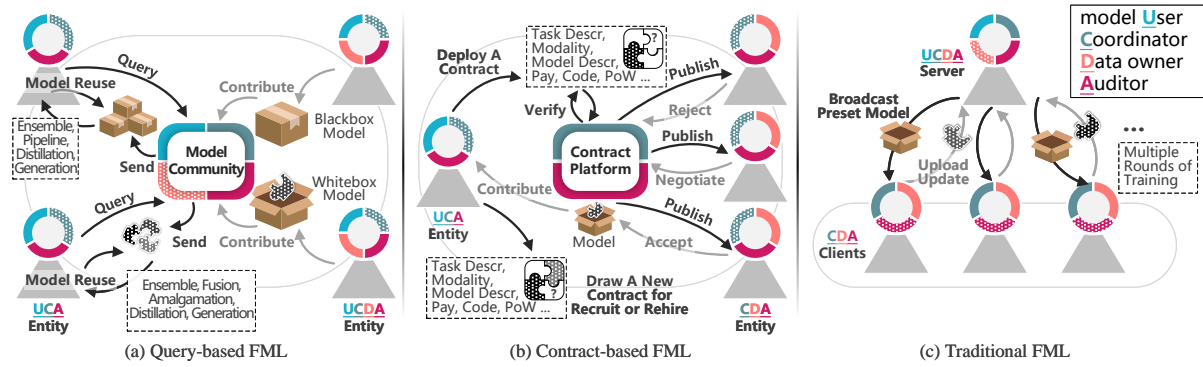 Query
Model Reuse
Ensemble,
Pipeline,
Distillation,
Generation
Send
Contribute
Blackbox
Model
Model
Community
Whitebox
Model
Query
Send
Contribute
Model Reuse
Ensemble, Fusion,
Amalgamation,
Distillation, Generation
UCA
Entity
UCDA
Entity
(a) Query-based FML
Deploy A
Contract
Task Descr,
Modality,
Model Descr,
Pay, Code, PoW ...
?
Verify
Publish
Reject
Contract
Platform
Publish
Negotiate
Contribute
Publish
Model
Accept
UCA
Entity
Task Descr,
Modality,
Model Descr,
Pay, Code, PoW ...
?
Draw A New
Contract for
Recruit or Rehire
CDA
Entity
(b) Contract-based FML
model User
Coordinator
Data owner
Auditor
UCDA
Server
Broadcast
Preset Model
Upload
Update
...
Multiple
Rounds of
Training
CDA
Clients
(c) Traditional FML